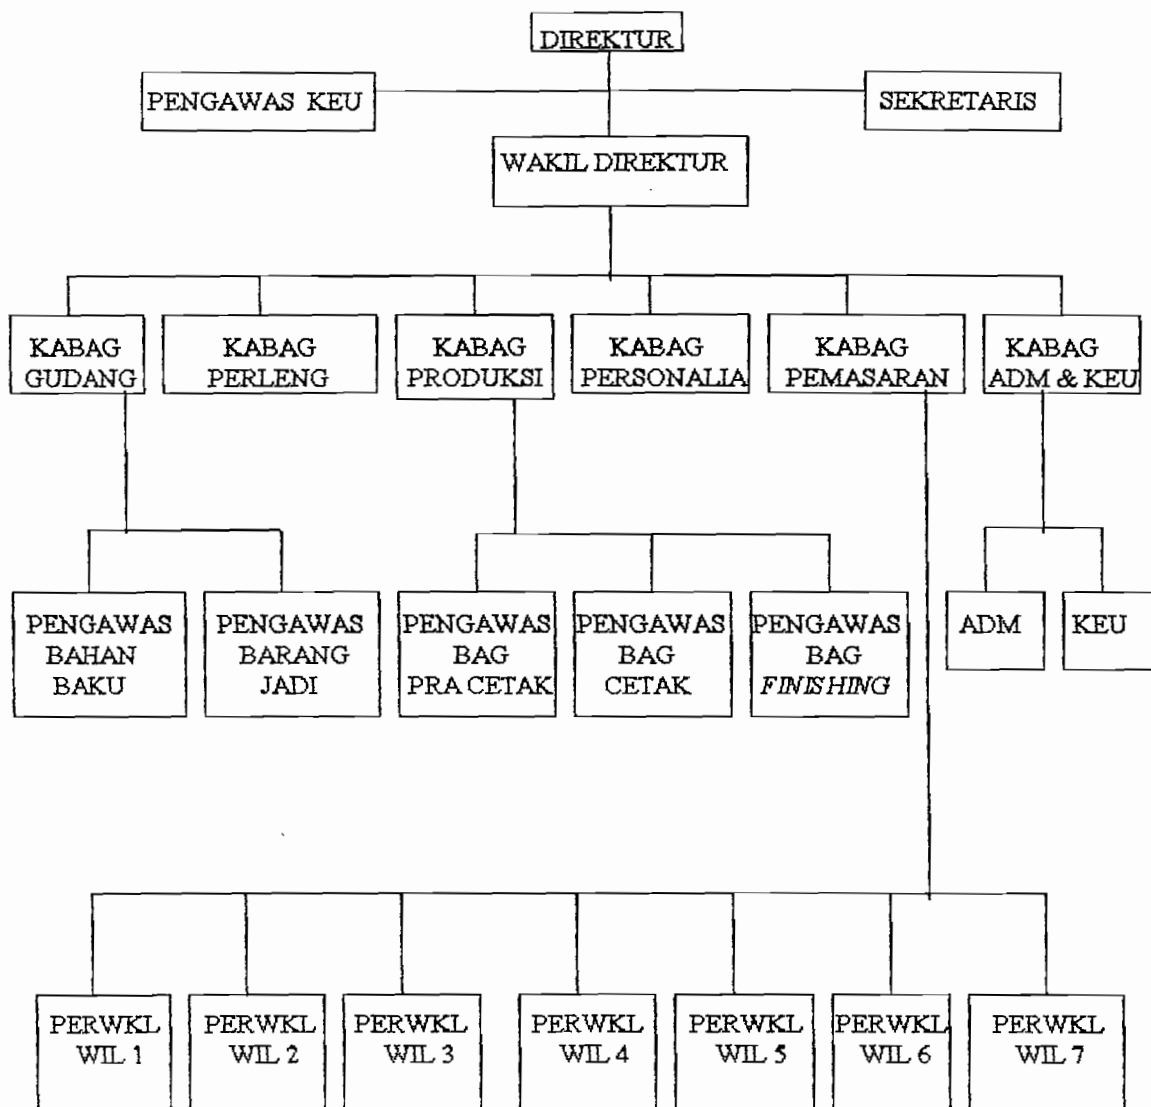 DIREKTUR
PENGAWAS KEU
SEKRETARIS
WAKIL DIREKTUR
KABAG
GUDANG
KABAG
PERLENG
KABAG
PRODUKSI
KABAG
PERSONALIA
KABAG
PEMASARAN
KABAG
ADM & KEU
PENGAWAS
BAHAN
BAKU
PENGAWAS
BARANG
JADI
PENGAWAS
BAG
PRA CETAK
PENGAWAS
BAG
CETAK
PENGAWAS
BAG
FINISHING
ADM
KEU
PERWKL
WIL 1
PERWKL
WIL 2
PERWKL
WIL 3
PERWKL
WIL 4
PERWKL
WIL 5
PERWKL
WIL 6
PERWKL
WIL 7